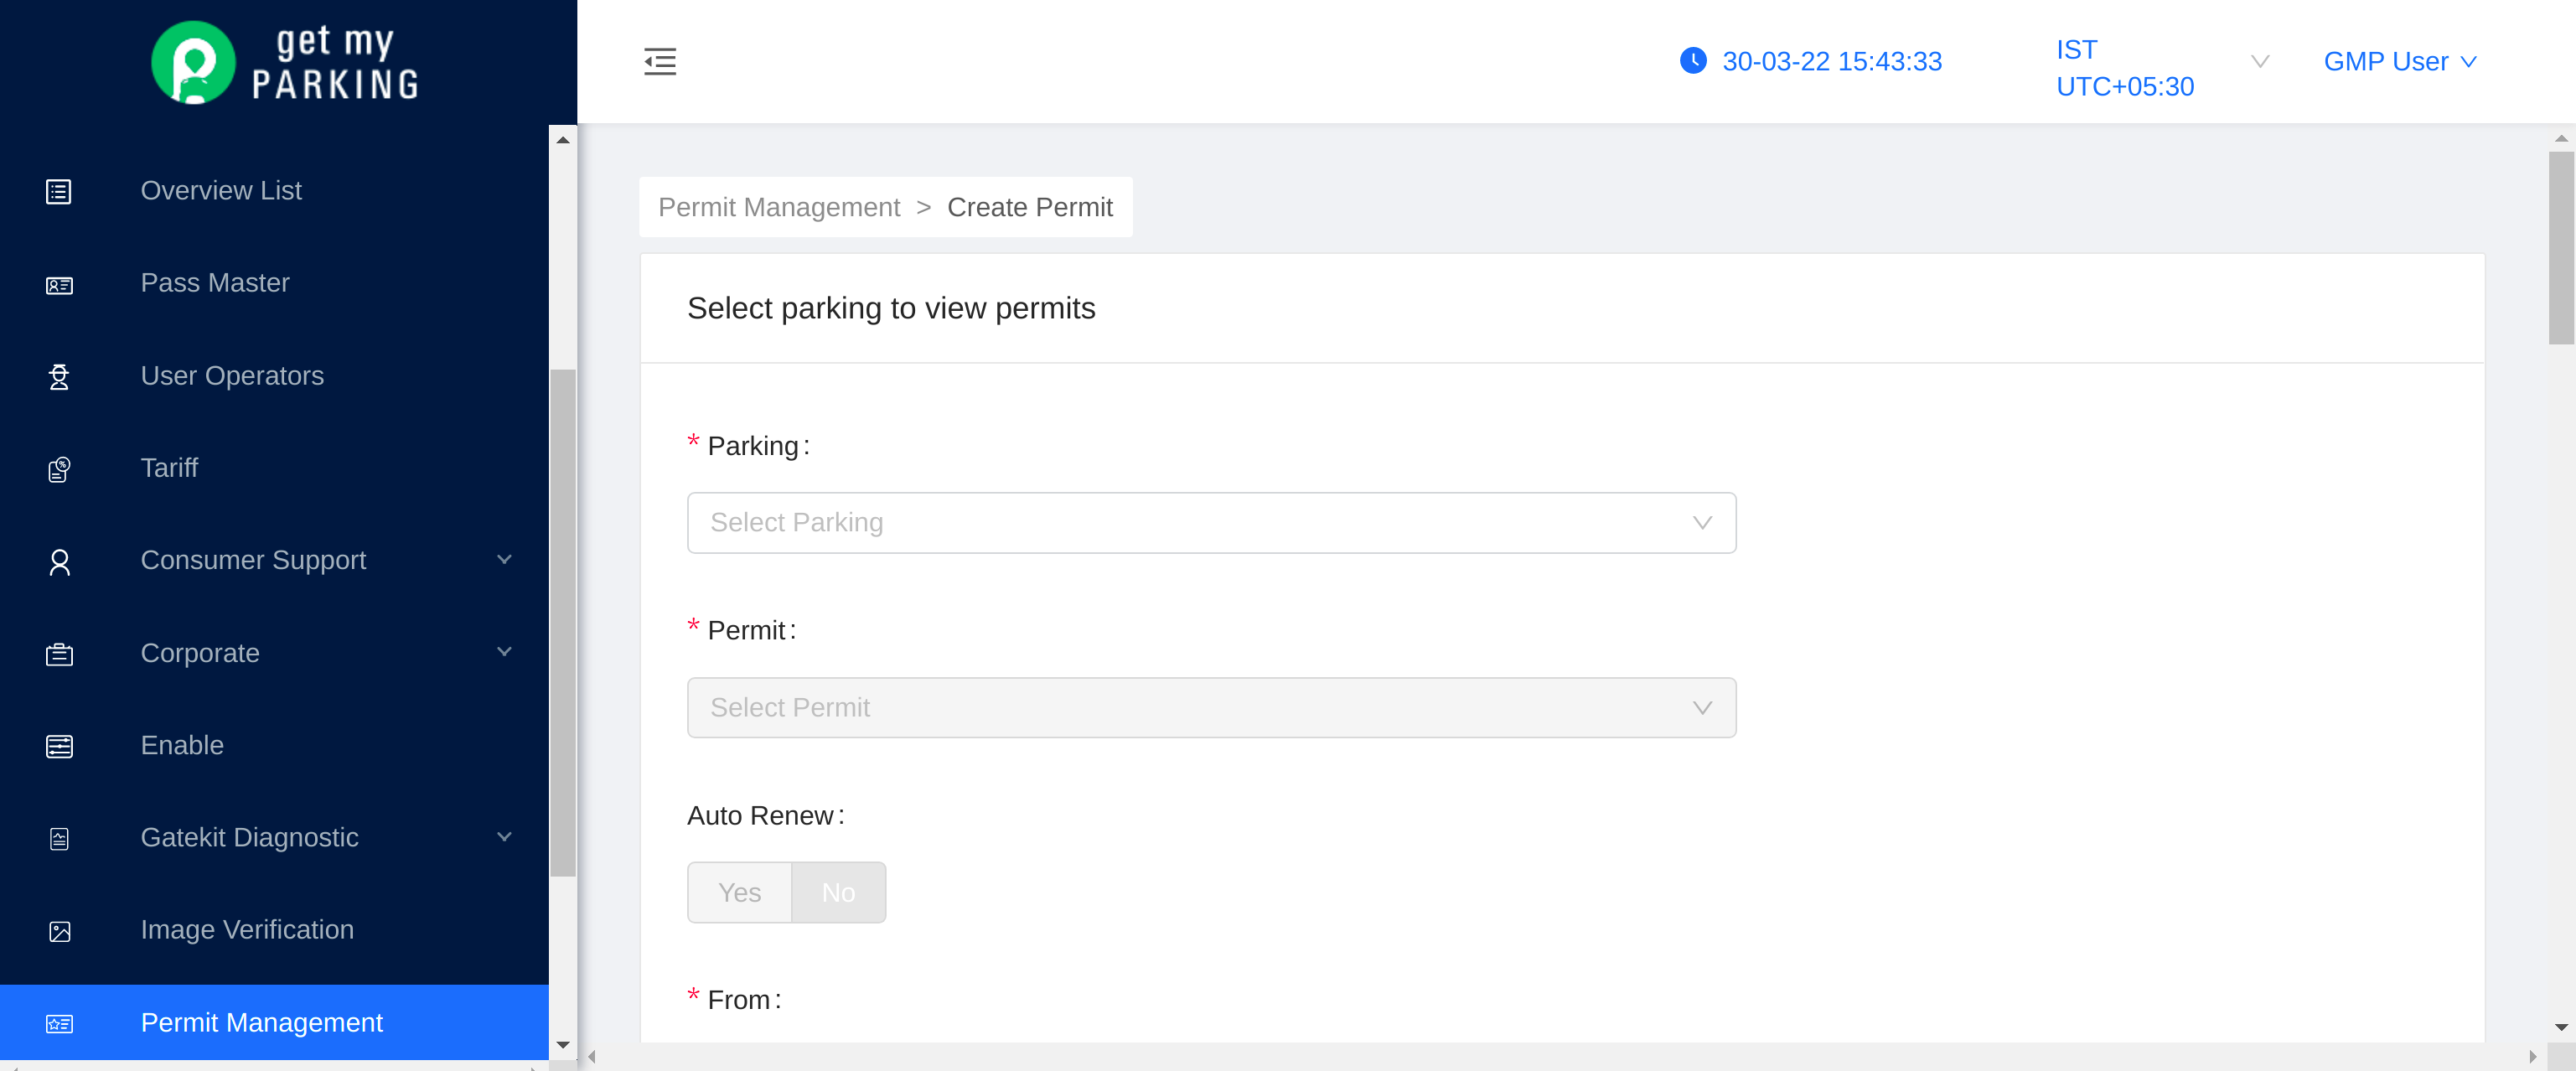 get my
PARKING
Overview List
Pass Master
User Operators
Tariff
Consumer Support
Corporate
Enable
Gatekit Diagnostic
Image Verification
Permit Management
30-03-22 15:43:33
IST
UTC+05:30
GMP User
Permit Management > Create Permit
Select parking to view permits
* Parking:
Select Parking
* Permit:
Select Permit
Auto Renew:
Yes No
* From: